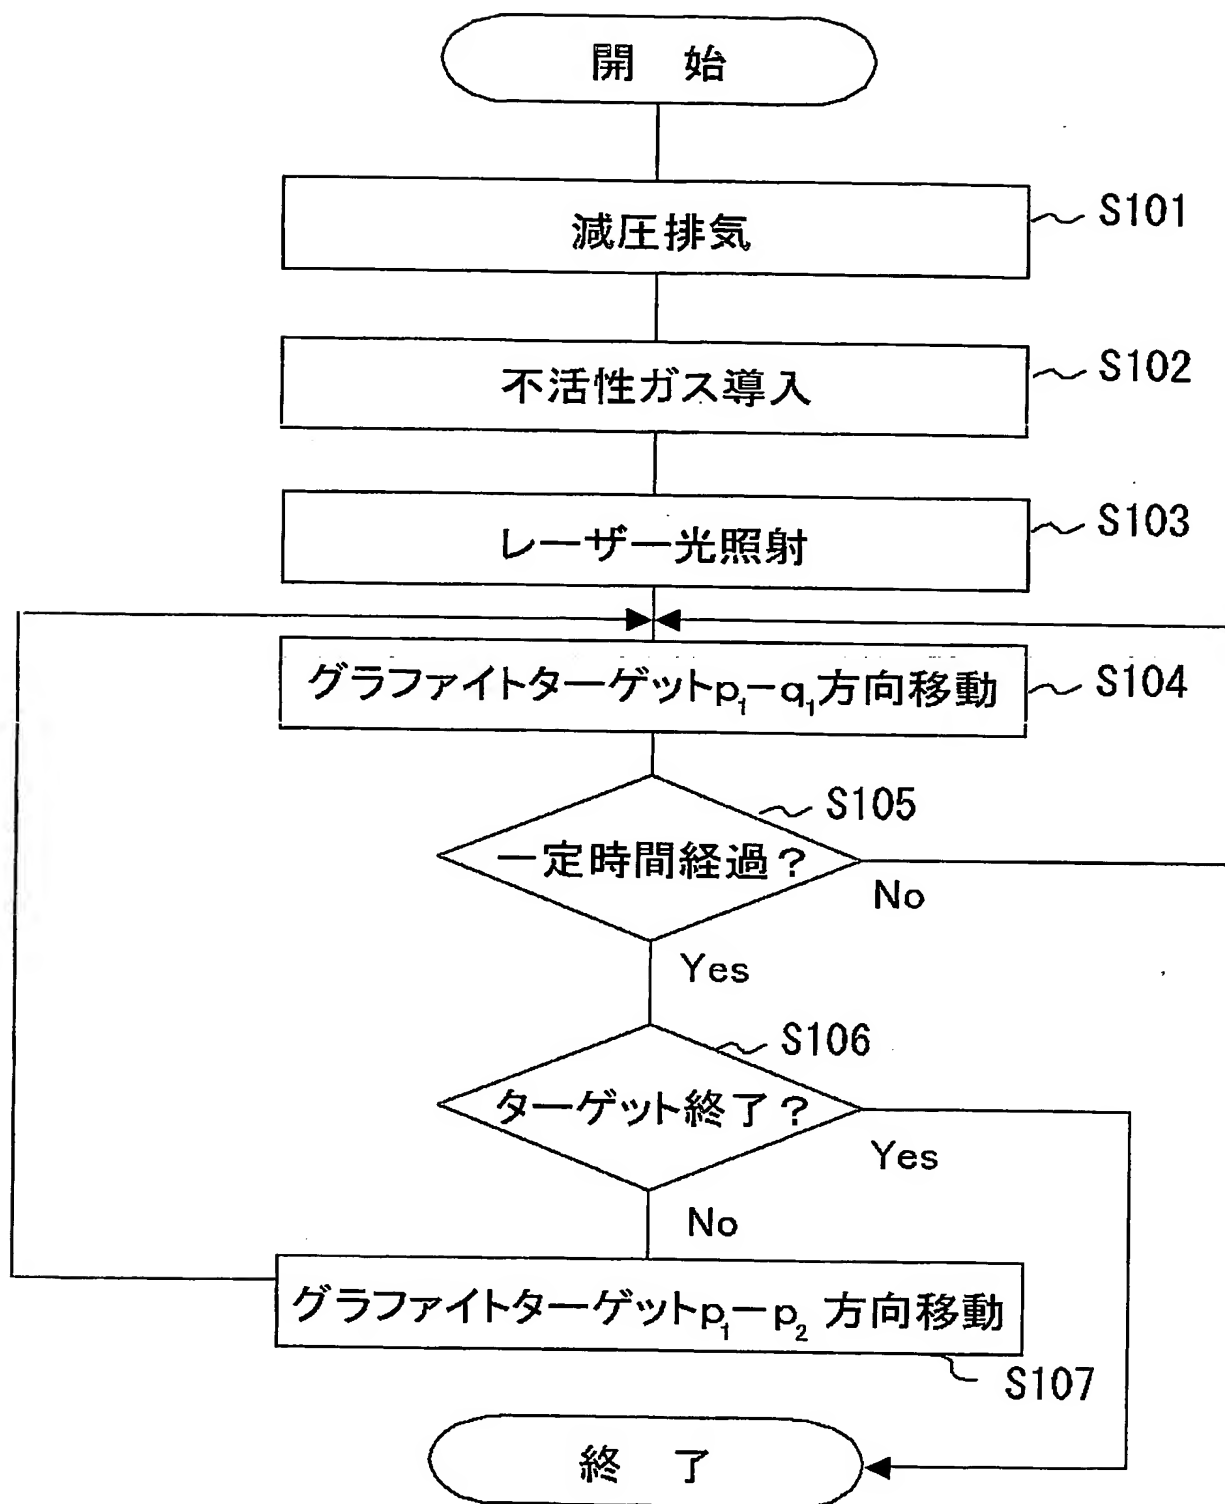 開 始
減圧排気
S101
不活性ガス導入
S102
レーザー光照射
S103
グラファイトターゲットp₁-q₁方向移動
S104
S105
一定時間経過?
No
Yes
S106
ターゲット終了?
Yes
No
グラファイトターゲットp₁-p₂方向移動
S107
終 了